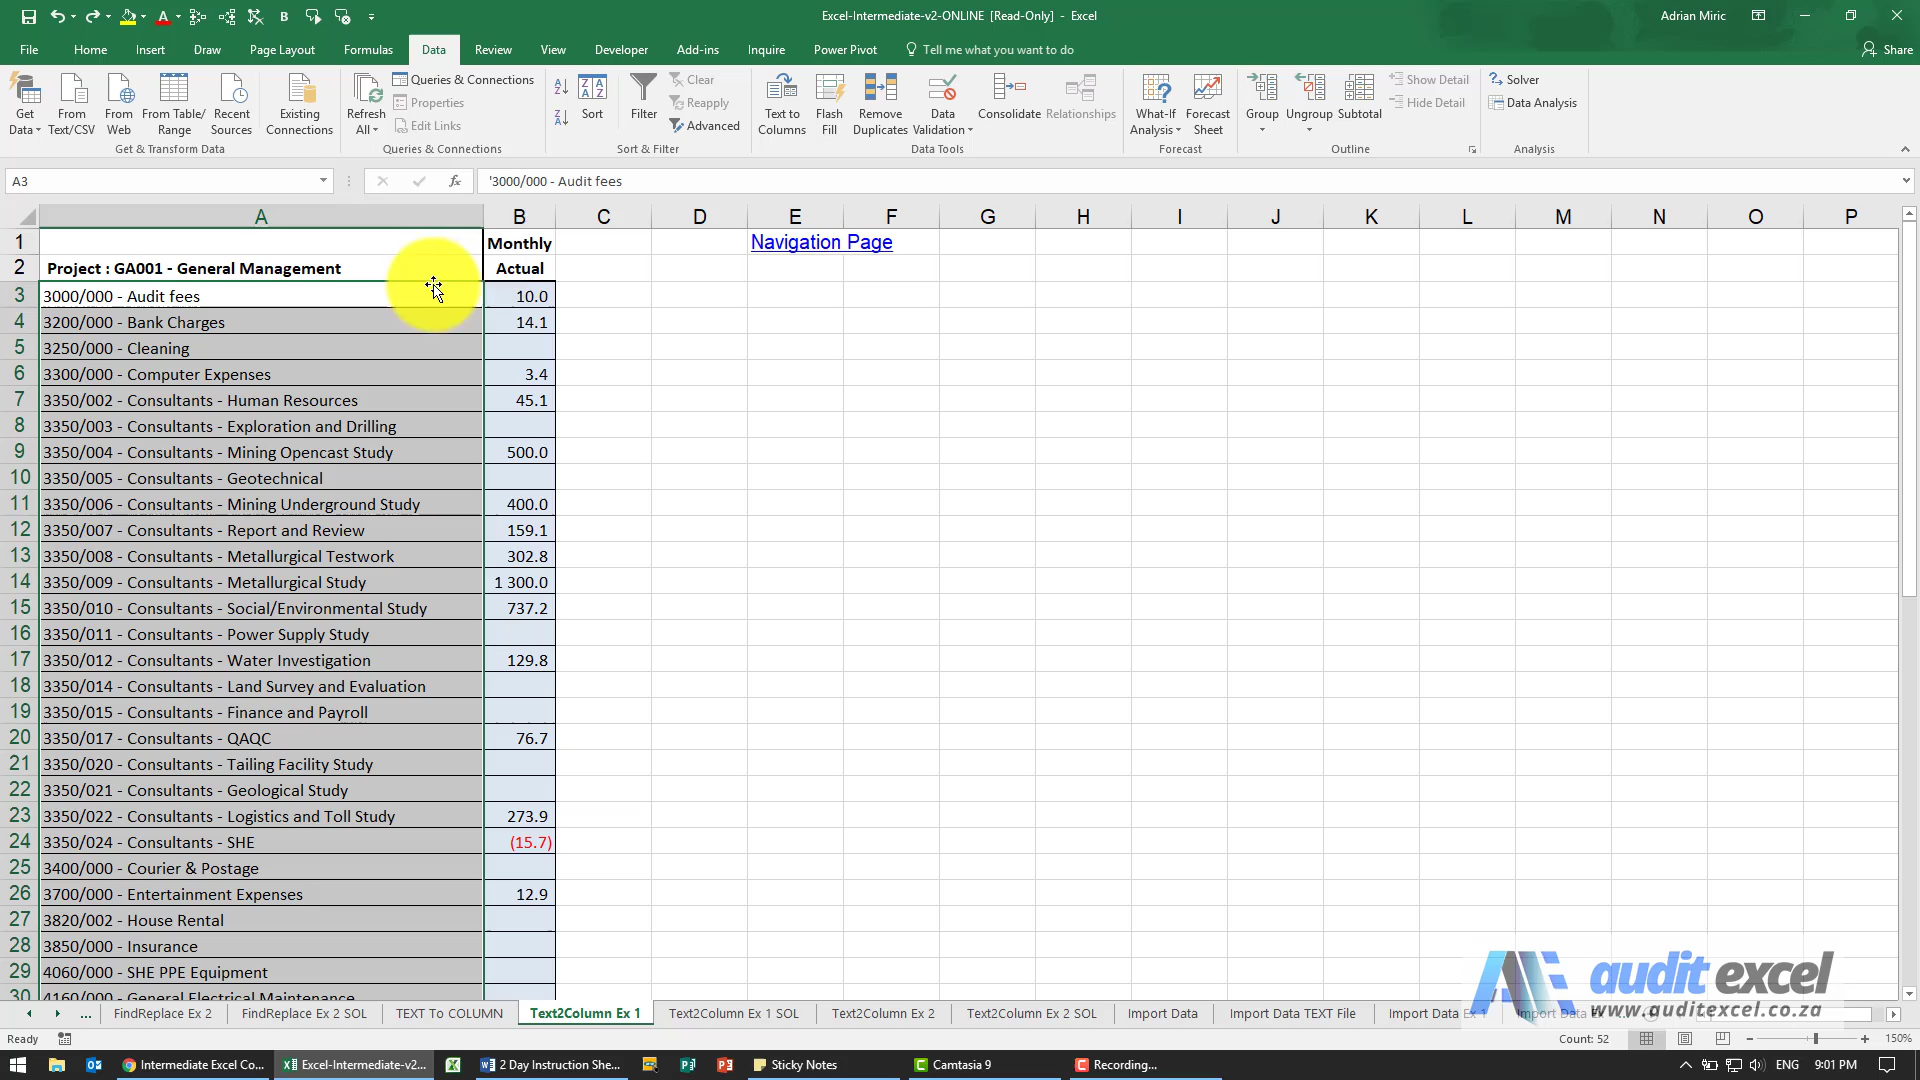 Excel-Intermediate-v2-ONLINE [Read-Only] - Excel
Adrian Miric
File Home Insert Draw Page Layout Formulas Data Review View Developer Add-ins Inquire Power Pivot Tell me what you want to do Share
Get Data
From Text/CSV
From Web
From Table/Range
Recent Sources
Existing Connections
Get & Transform Data
Refresh All
Queries & Connections
Properties
Edit Links
Queries & Connections
Sort
Filter
Clear
Reapply
Advanced
Sort & Filter
Text to Columns
Flash Fill
Remove Duplicates
Data Validation
Consolidate
Relationships
Data Tools
What-If Analysis
Forecast Sheet
Forecast
Group
Ungroup
Subtotal
Show Detail
Hide Detail
Outline
Solver
Data Analysis
Analysis
A3 fx '3000/000 - Audit fees
A B C D E F G H I J K L M N O P
1 Monthly Navigation Page
2 Project : GA001 - General Management Actual
3 3000/000 - Audit fees 10.0
4 3200/000 - Bank Charges 14.1
5 3250/000 - Cleaning
6 3300/000 - Computer Expenses 3.4
7 3350/002 - Consultants - Human Resources 45.1
8 3350/003 - Consultants - Exploration and Drilling
9 3350/004 - Consultants - Mining Opencast Study 500.0
10 3350/005 - Consultants - Geotechnical
11 3350/006 - Consultants - Mining Underground Study 400.0
12 3350/007 - Consultants - Report and Review 159.1
13 3350/008 - Consultants - Metallurgical Testwork 302.8
14 3350/009 - Consultants - Metallurgical Study 1 300.0
15 3350/010 - Consultants - Social/Environmental Study 737.2
16 3350/011 - Consultants - Power Supply Study
17 3350/012 - Consultants - Water Investigation 129.8
18 3350/014 - Consultants - Land Survey and Evaluation
19 3350/015 - Consultants - Finance and Payroll
20 3350/017 - Consultants - QAQC 76.7
21 3350/020 - Consultants - Tailing Facility Study
22 3350/021 - Consultants - Geological Study
23 3350/022 - Consultants - Logistics and Toll Study 273.9
24 3350/024 - Consultants - SHE (15.7)
25 3400/000 - Courier & Postage
26 3700/000 - Entertainment Expenses 12.9
27 3820/002 - House Rental
28 3850/000 - Insurance
29 4060/000 - SHE PPE Equipment
30 4160/000 - General Electrical Maintenance
audit excel
www.auditexcel.co.za
... FindReplace Ex 2 FindReplace Ex 2 SOL TEXT To COLUMN Text2Column Ex 1 Text2Column Ex 1 SOL Text2Column Ex 2 Text2Column Ex 2 SOL Import Data Import Data TEXT File Import Data Ex 1
Ready Count: 52 150%
Intermediate Excel Co... Excel-Intermediate-v2... 2 Day Instruction She... Sticky Notes Camtasia 9 Recording... ENG 9:01 PM